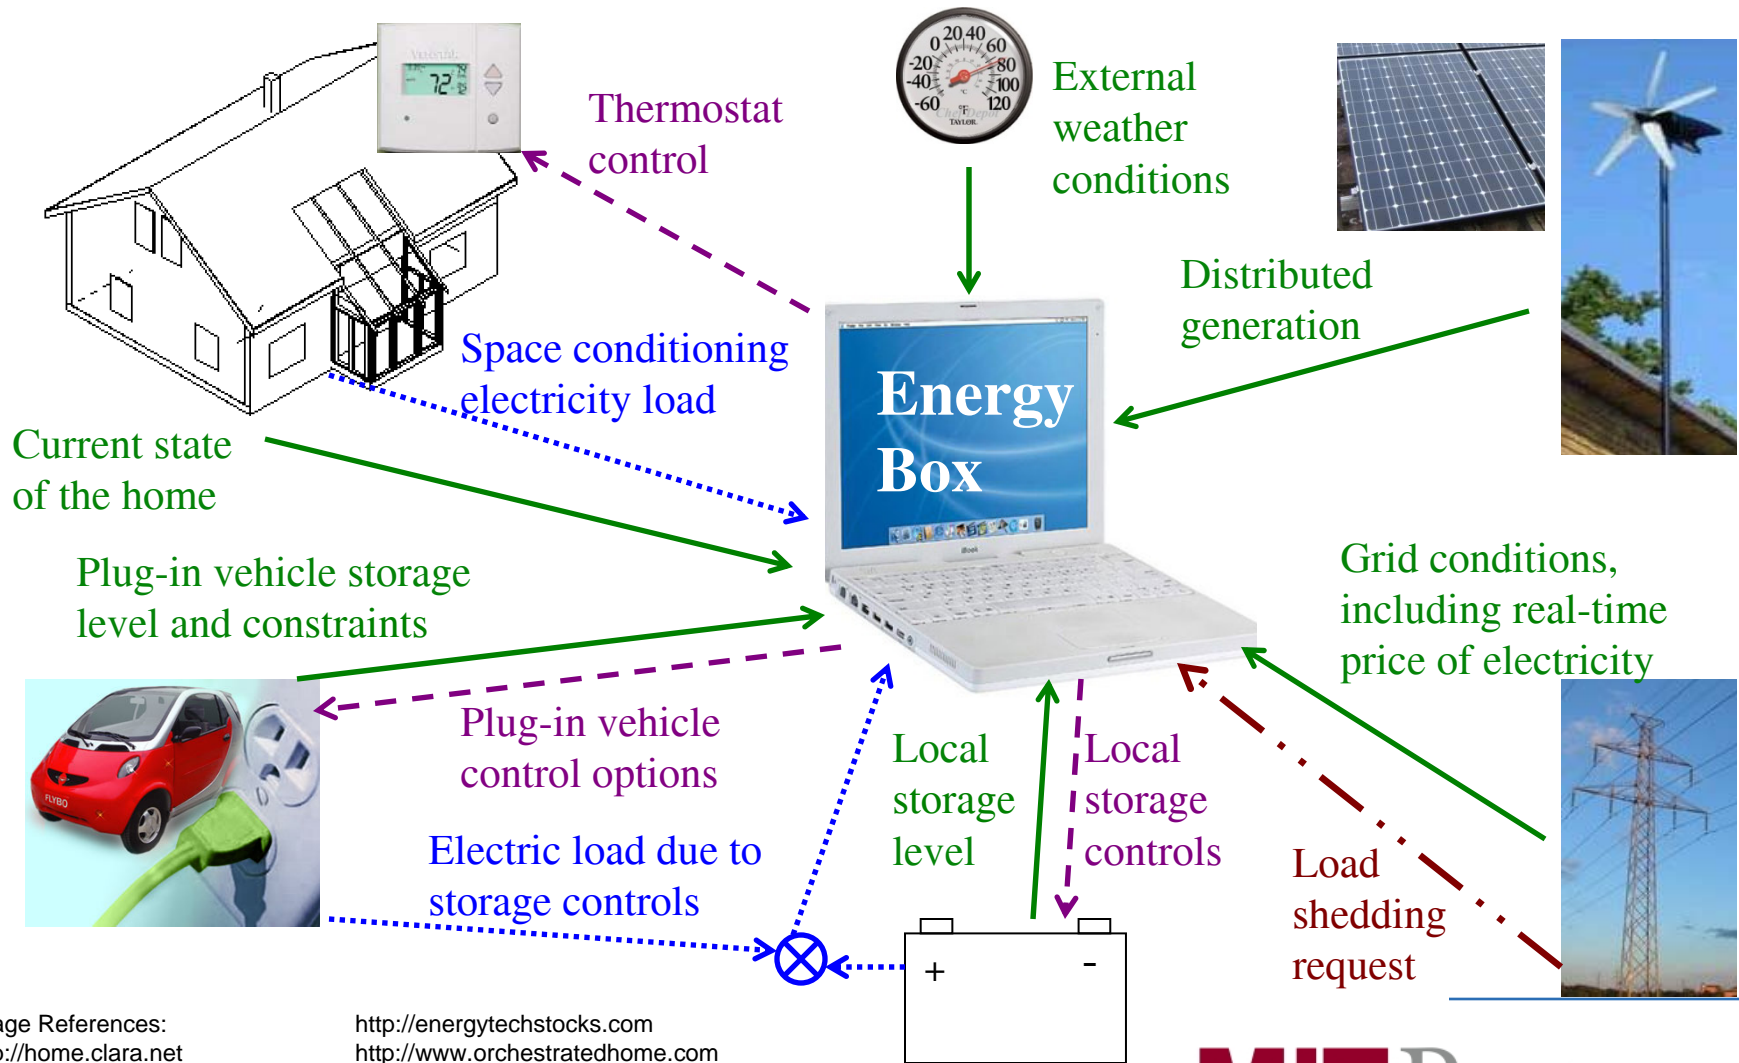 Thermostat
control
72
0 20 40 60
-20 80
-40 100
-60 °F 120
°C
TAYLOR
External
weather
conditions
Distributed
generation
Space conditioning
electricity load
Energy
Box
iBook
Current state
of the home
Plug-in vehicle storage
level and constraints
Grid conditions,
including real-time
price of electricity
FLYBO
Plug-in vehicle
control options
Local
storage
level
Local
storage
controls
Electric load due to
storage controls
Load
shedding
request
+ -
age References:
http://energytechstocks.com
p://home.clara.net
http://www.orchestratedhome.com